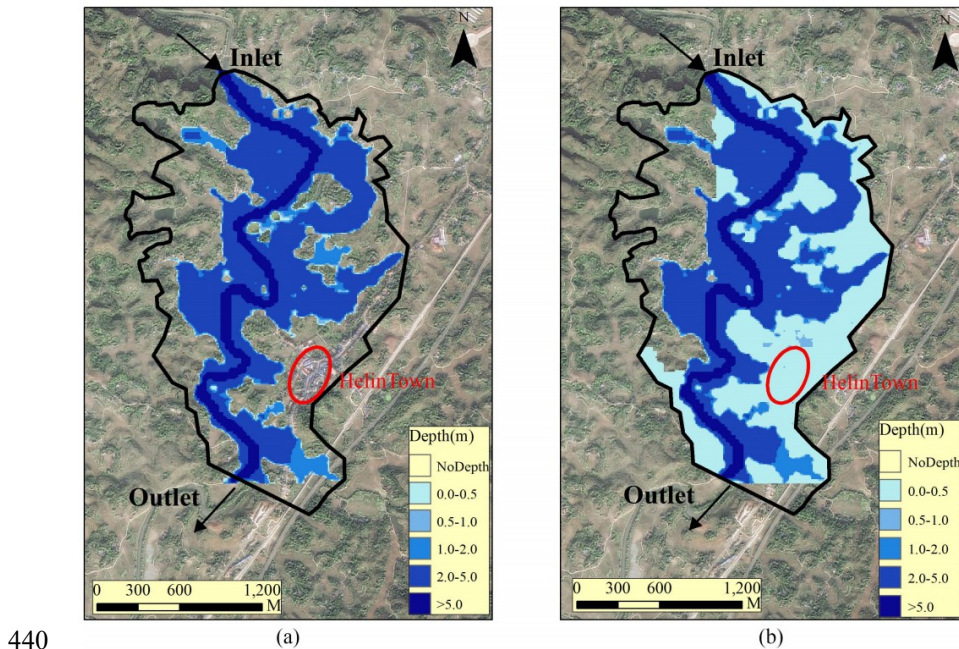 N
Inlet
HelinTown
Depth(m)
NoDepth
0.0-0.5
0.5-1.0
1.0-2.0
2.0-5.0
>5.0
Outlet
0 300 600 1,200
M
(a)
N
Inlet
HelinTown
Depth(m)
NoDepth
0.0-0.5
0.5-1.0
1.0-2.0
2.0-5.0
>5.0
Outlet
0 300 600 1,200
M
(b)
440